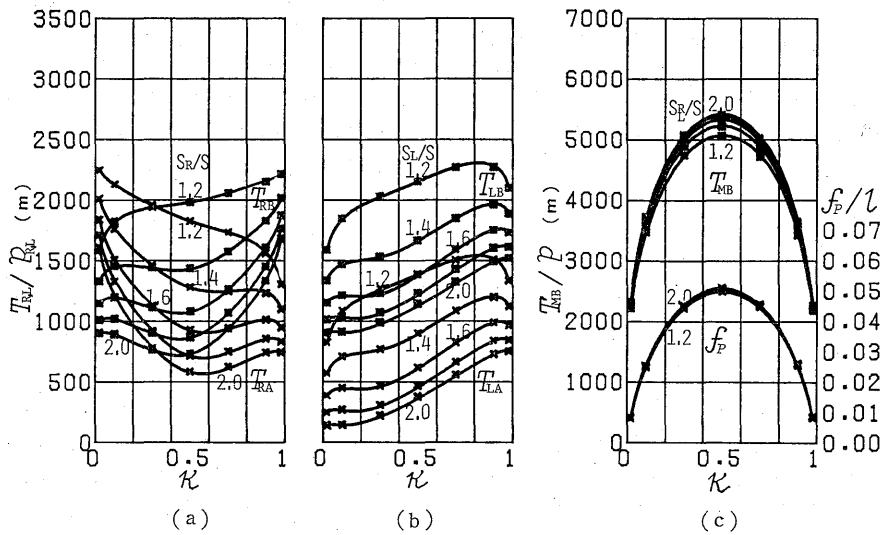 3500
3000
2500
2000
1500
1000
500
0
T_RL/P_RL (m)
S_R/S
1.2
T_RB
1.2
1.4
1.6
2.0
2.0
T_RA
0 0.5 1
K
(a)
S_L/S
1.2
T_LB
1.4
1.6
1.2
2.0
1.4
1.6
T_LA
2.0
0 0.5 1
K
(b)
7000
6000
5000
4000
3000
2000
1000
0
T_MB/P (m)
S_RL/S
2.0
1.2
T_MB
2.0
1.2
f_P
f_P/l
0.07
0.06
0.05
0.04
0.03
0.02
0.01
0.00
0 0.5 1
K
(c)